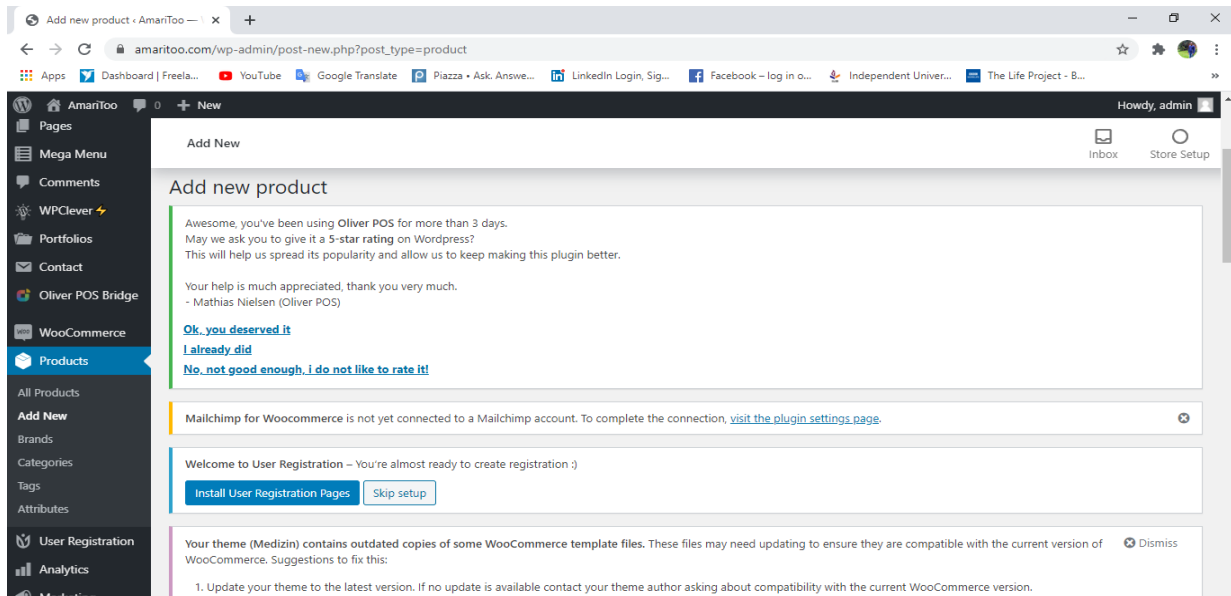 Add new product ‹ AmariToo — \
amaritoo.com/wp-admin/post-new.php?post_type=product
Apps Dashboard | Freela... YouTube Google Translate Piazza • Ask. Answe... LinkedIn Login, Sig... Facebook – log in o... Independent Univer... The Life Project - B... »
AmariToo 0 + New Howdy, admin
Pages
Mega Menu
Comments
WPClever
Portfolios
Contact
Oliver POS Bridge
WooCommerce
Products
All Products
Add New
Brands
Categories
Tags
Attributes
User Registration
Analytics
Add New
Inbox Store Setup
Add new product
Awesome, you've been using Oliver POS for more than 3 days.
May we ask you to give it a 5-star rating on Wordpress?
This will help us spread its popularity and allow us to keep making this plugin better.
Your help is much appreciated, thank you very much.
- Mathias Nielsen (Oliver POS)
Ok, you deserved it
I already did
No, not good enough, i do not like to rate it!
Mailchimp for Woocommerce is not yet connected to a Mailchimp account. To complete the connection, visit the plugin settings page.
Welcome to User Registration – You're almost ready to create registration :)
Install User Registration Pages Skip setup
Your theme (Medizin) contains outdated copies of some WooCommerce template files. These files may need updating to ensure they are compatible with the current version of Dismiss
WooCommerce. Suggestions to fix this:
1. Update your theme to the latest version. If no update is available contact your theme author asking about compatibility with the current WooCommerce version.